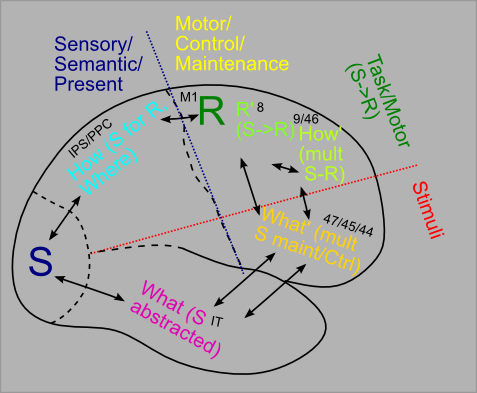 Sensory/
Semantic/
Present
Motor/
Control/
Maintenance
Task/Motor
(S->R)
Stimuli
M1
R
R' 8
(S->R)
9/46
How'
(mult
S-R)
IPS/PPC
How (S for R,
Where)
S
What' (mult
S maint/Ctrl)
47/45/44
What (S
abstracted)
IT